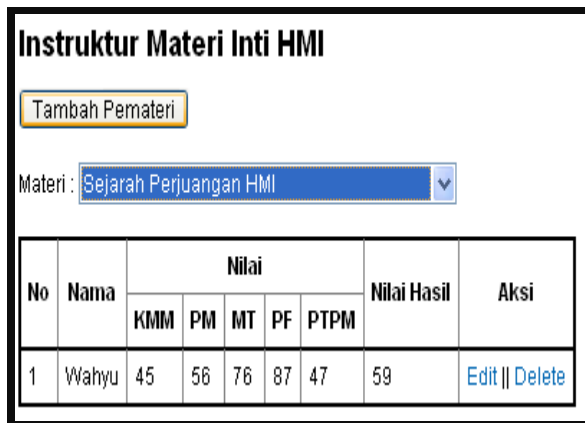 Instruktur Materi Inti HMI
Tambah Pemateri
Materi : Sejarah Perjuangan HMI
No Nama Nilai Nilai Hasil Aksi
KMM PM MT PF PTPM
1 Wahyu 45 56 76 87 47 59 Edit || Delete